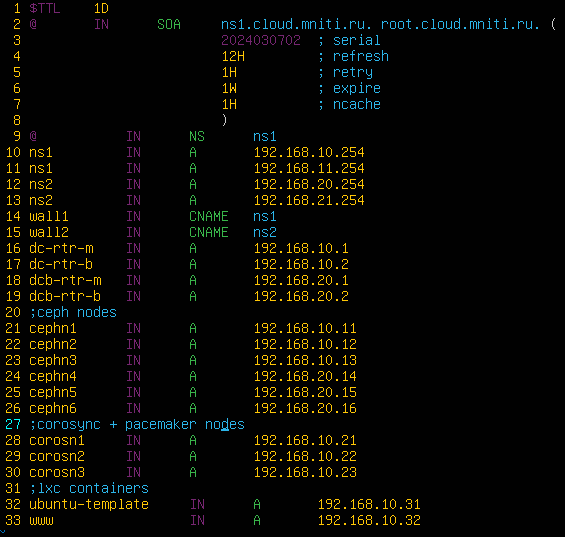 1 $TTL 1D
2 @ IN SOA ns1.cloud.mniti.ru. root.cloud.mniti.ru. (
3 2024030702 ; serial
4 12H ; refresh
5 1H ; retry
6 1W ; expire
7 1H ; ncache
8 )
9 @ IN NS ns1
10 ns1 IN A 192.168.10.254
11 ns1 IN A 192.168.11.254
12 ns2 IN A 192.168.20.254
13 ns2 IN A 192.168.21.254
14 wall1 IN CNAME ns1
15 wall2 IN CNAME ns2
16 dc-rtr-m IN A 192.168.10.1
17 dc-rtr-b IN A 192.168.10.2
18 dcb-rtr-m IN A 192.168.20.1
19 dcb-rtr-b IN A 192.168.20.2
20 ;ceph nodes
21 cephn1 IN A 192.168.10.11
22 cephn2 IN A 192.168.10.12
23 cephn3 IN A 192.168.10.13
24 cephn4 IN A 192.168.20.14
25 cephn5 IN A 192.168.20.15
26 cephn6 IN A 192.168.20.16
27 ;corosync + pacemaker nodes
28 corosn1 IN A 192.168.10.21
29 corosn2 IN A 192.168.10.22
30 corosn3 IN A 192.168.10.23
31 ;lxc containers
32 ubuntu-template IN A 192.168.10.31
33 www IN A 192.168.10.32
~